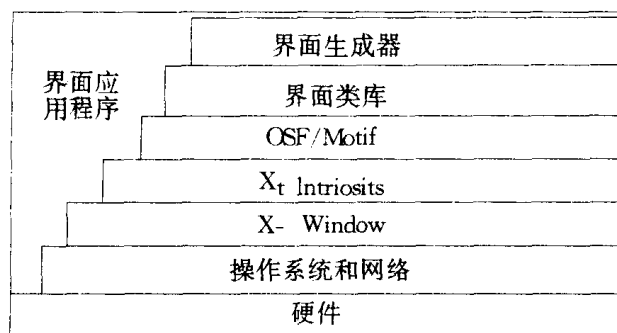 界面生成器
界面应
用程序
界面类库
OSF/Motif
Xt Intriosits
X- Window
操作系统和网络
硬件